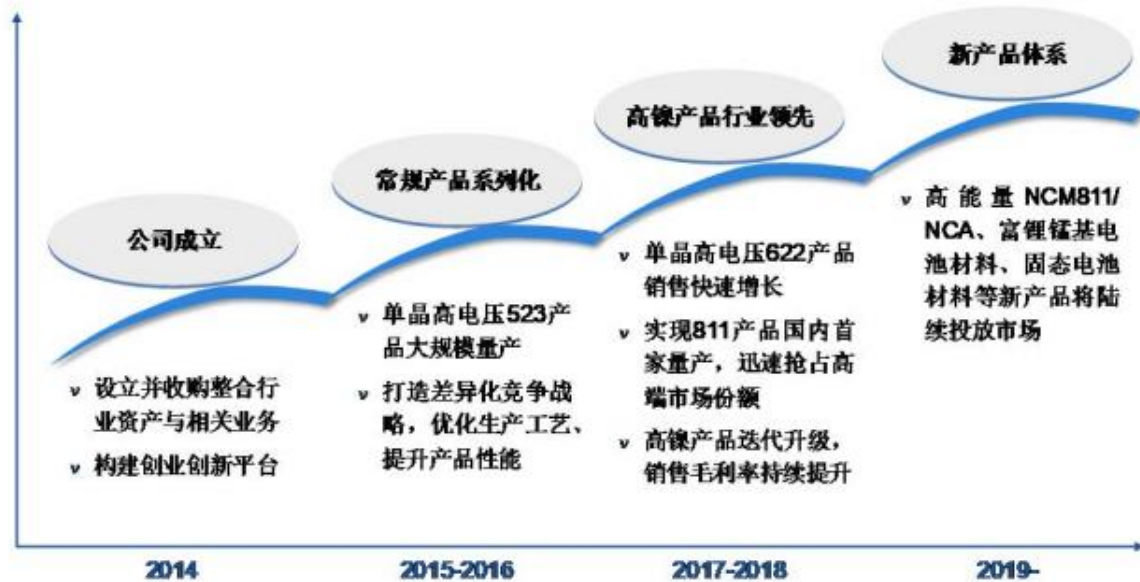 公司成立
设立并收购整合行
业资产与相关业务
构建创业创新平台
常规产品系列化
单晶高电压523产
品大规模量产
打造差异化竞争战
略，优化生产工艺、
提升产品性能
高镍产品行业领先
单晶高电压622产品
销售快速增长
实现811产品国内首
家量产，迅速抢占高
端市场份额
高镍产品迭代升级，
销售毛利率持续提升
新产品体系
高能量NCM811/
NCA、富锂锰基电
池材料、固态电池
材料等新产品将陆
续投放市场
2014
2015-2016
2017-2018
2019-